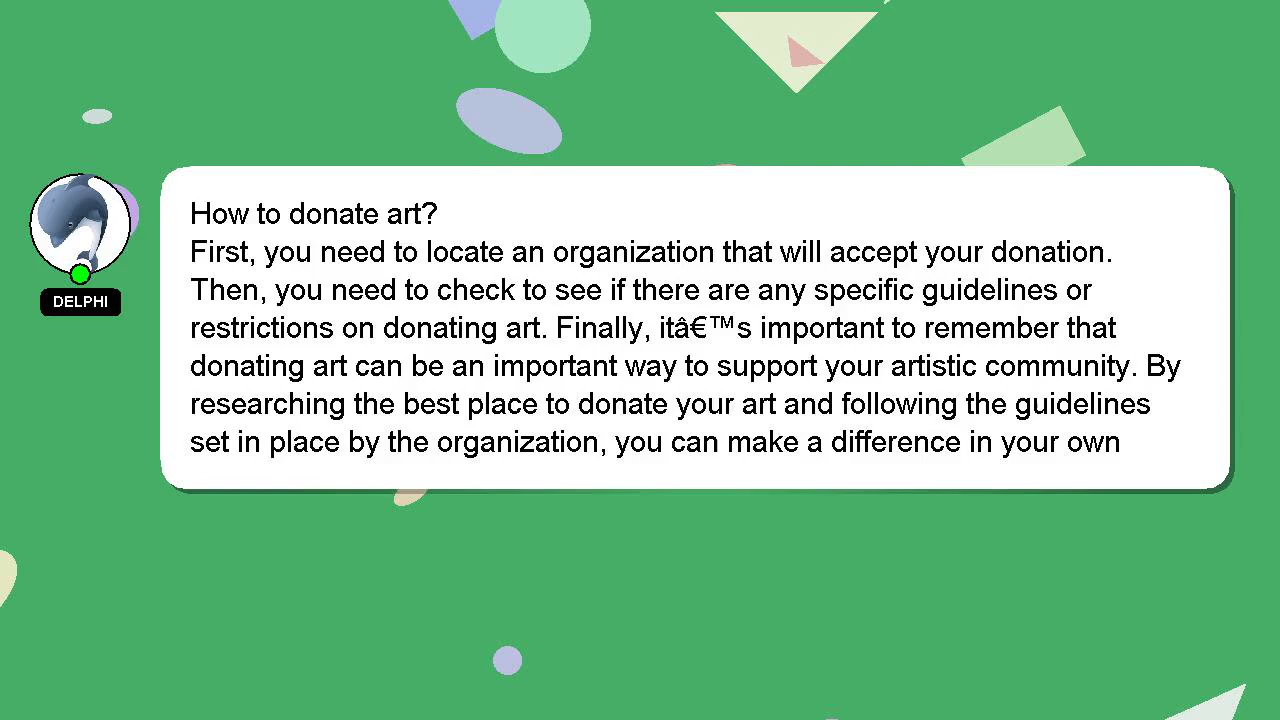 How to donate art?
First, you need to locate an organization that will accept your donation.
Then, you need to check to see if there are any specific guidelines or
restrictions on donating art. Finally, itâ€™s important to remember that
donating art can be an important way to support your artistic community. By
researching the best place to donate your art and following the guidelines
set in place by the organization, you can make a difference in your own
DELPHI